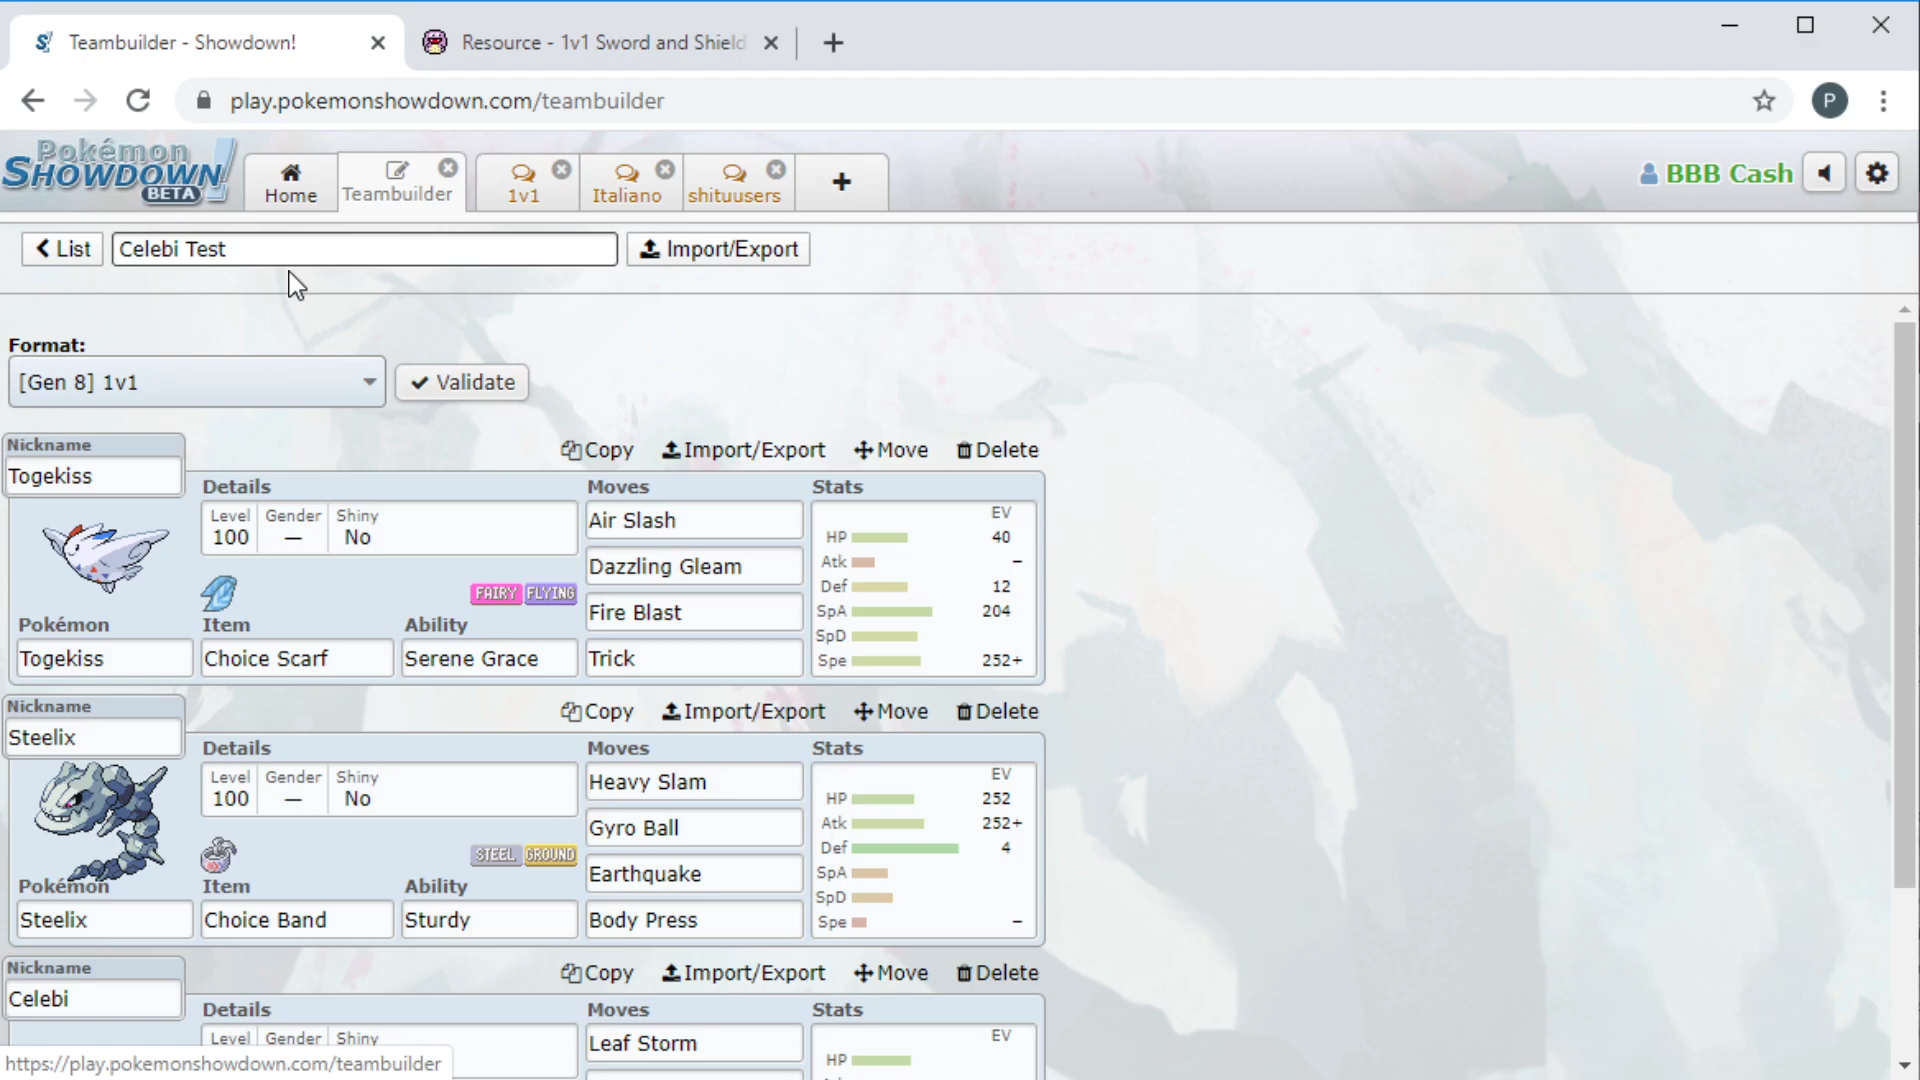 Teambuilder - Showdown!
Resource - 1v1 Sword and Shield
play.pokemonshowdown.com/teambuilder
P
Pokémon
SHOWDOWN!
BETA
Home
Teambuilder
1v1
Italiano
shituusers
BBB Cash
List
Celebi Test
Import/Export
Format:
[Gen 8] 1v1
Validate
Nickname
Togekiss
Copy Import/Export Move Delete
Details
Level Gender Shiny
100 — No
FAIRY FLYING
Pokémon Item Ability
Togekiss Choice Scarf Serene Grace
Moves
Air Slash
Dazzling Gleam
Fire Blast
Trick
Stats
EV
HP 40
Atk –
Def 12
SpA 204
SpD
Spe 252+
Nickname
Steelix
Copy Import/Export Move Delete
Details
Level Gender Shiny
100 — No
STEEL GROUND
Pokémon Item Ability
Steelix Choice Band Sturdy
Moves
Heavy Slam
Gyro Ball
Earthquake
Body Press
Stats
EV
HP 252
Atk 252+
Def 4
SpA
SpD
Spe –
Nickname
Celebi
Copy Import/Export Move Delete
Details
Level Gender Shiny
Moves
Leaf Storm
Stats
EV
HP
https://play.pokemonshowdown.com/teambuilder